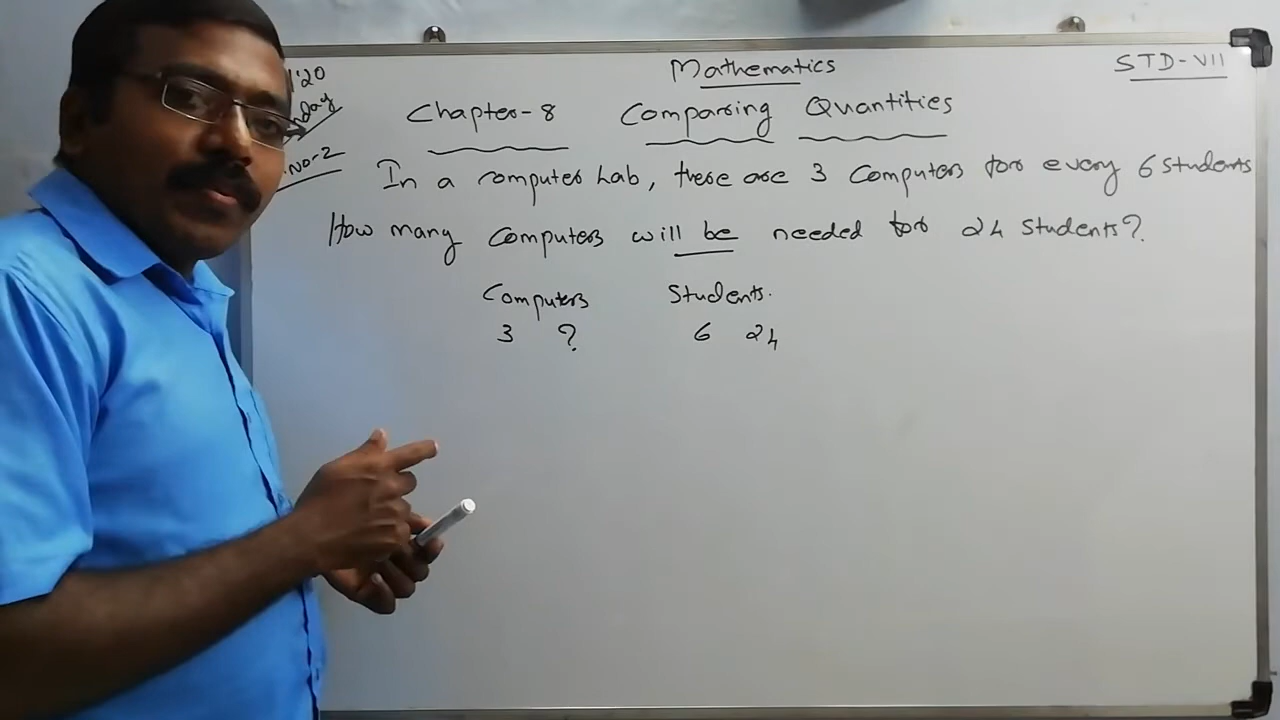 Mathematics
STD-VII
Chapter-8 Comparing Quantities
In a computer Lab, there are 3 Computers for every 6 students
How many computers will be needed for 24 students?
Computers Students.
3 ? 6 24